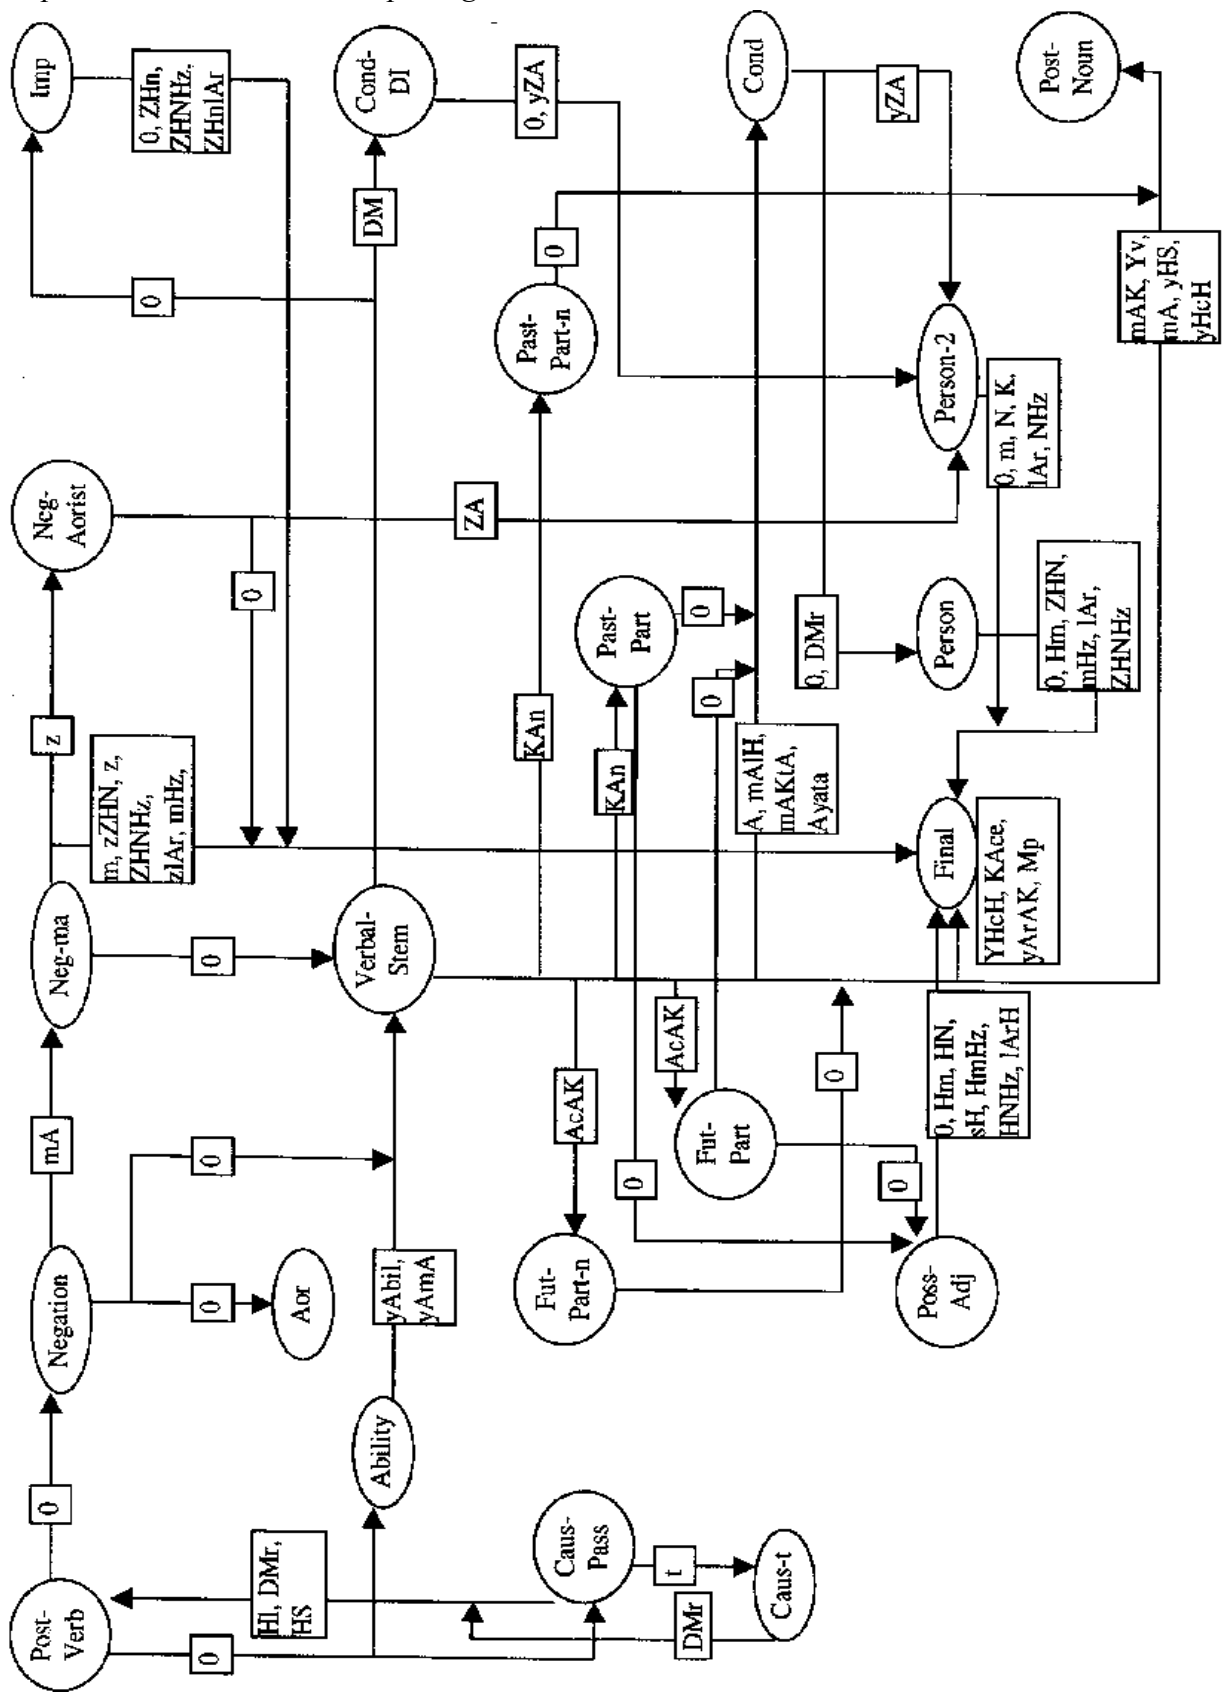 Post-
Verb
0
Negation
mA
Neg-ma
z
Neg-
Aorist
Imp
m, zZHN, z,
ZHNHz,
zlAr, mHz,
0, ZHn,
ZHNHz,
ZHnlAr
0
0
0
0
0
0
Hl, DMr,
HS
Aor
Ability
yAbil,
yAmA
Verbal-
Stem
DM
Cond-
DI
ZA
0, yZA
Caus-
Pass
Fut-
Part-n
AcAK
KAn
Past-
Part-n
0
t
DMr
Caus-t
0
KAn
Past-
Part
0
Fut-
Part
AcAK
0
A, mAlH,
mAKtA,
Ayata
Cond
0
0
0, DMr
yZA
Poss-
Adj
0, Hm, HN,
sH, HmHz,
HNHz, lArH
Final
YHcH, KAce,
yArAK, Mp
Person
0, Hm, ZHN,
mHz, lAr,
ZHNHz
Person-2
0, m, N, K,
lAr, NHz
Post-
Noun
mAK, Yv,
mA, yHS,
yHcH